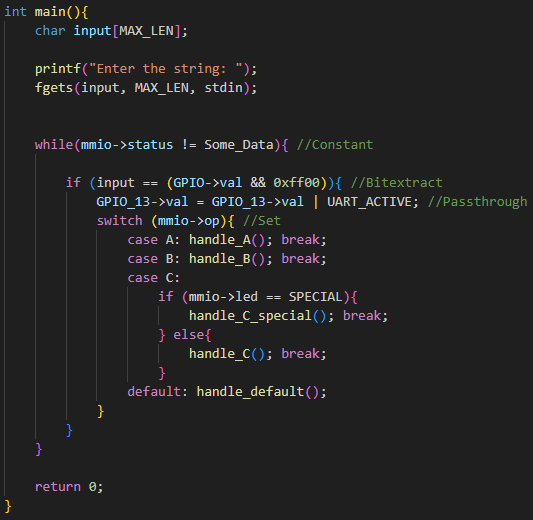 int main(){
    char input[MAX_LEN];

    printf("Enter the string: ");
    fgets(input, MAX_LEN, stdin);


    while(mmio->status != Some_Data){ //Constant

        if (input == (GPIO->val && 0xff00)){ //Bitextract
            GPIO_13->val = GPIO_13->val | UART_ACTIVE; //Passthrough
            switch (mmio->op){ //Set
                case A: handle_A(); break;
                case B: handle_B(); break;
                case C:
                    if (mmio->led == SPECIAL){
                        handle_C_special(); break;
                    } else{
                        handle_C(); break;
                    }
                default: handle_default();
            }
        }
    }

    return 0;
}